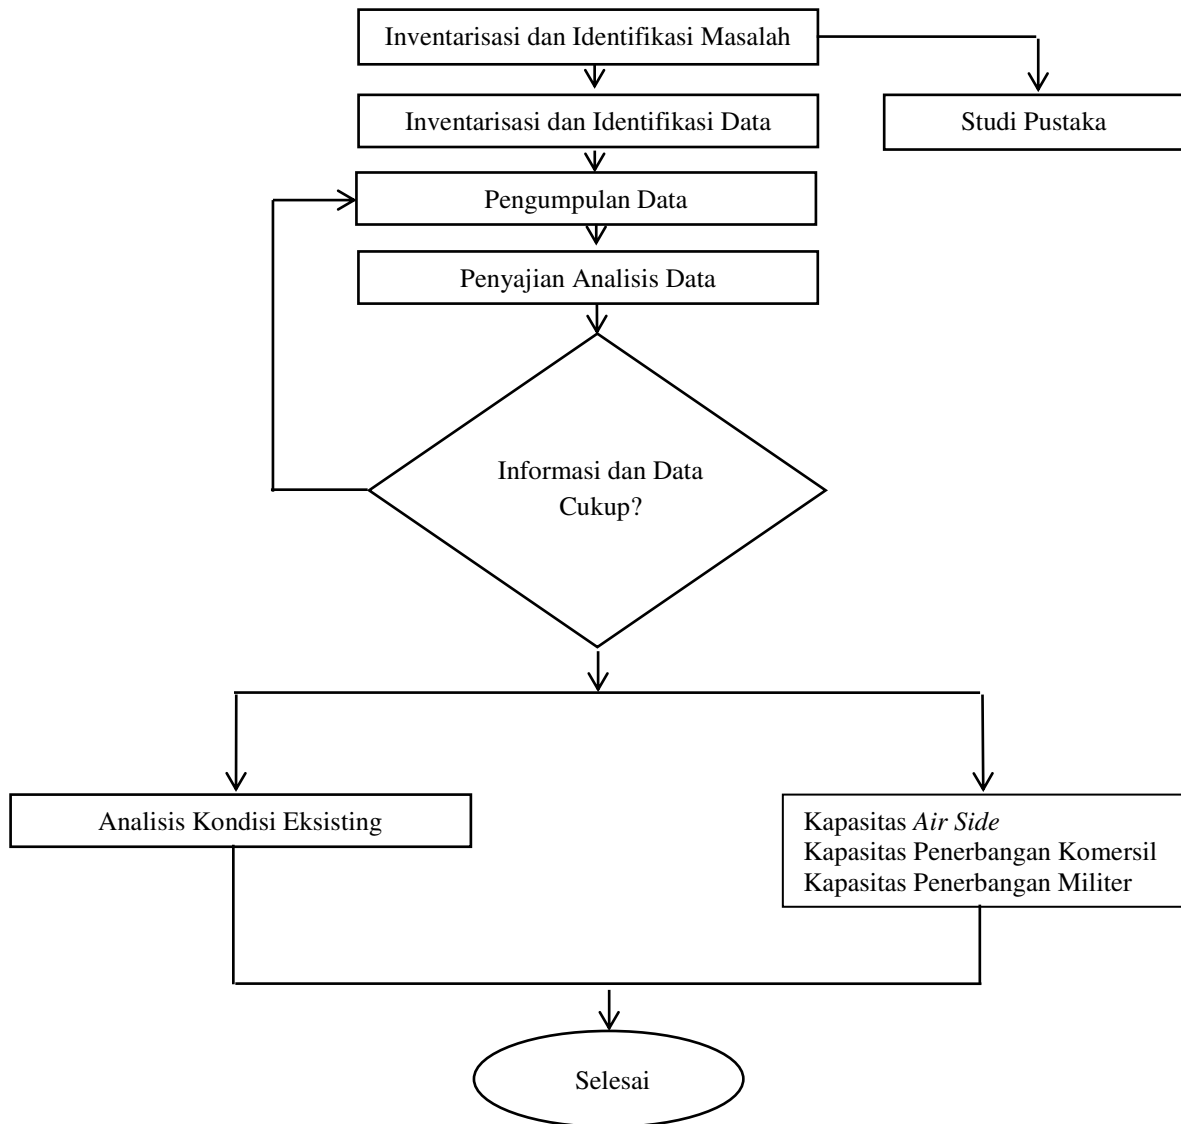 Inventarisasi dan Identifikasi Masalah
Inventarisasi dan Identifikasi Data
Studi Pustaka
Pengumpulan Data
Penyajian Analisis Data
Informasi dan Data
Cukup?
Analisis Kondisi Eksisting
Kapasitas Air Side
Kapasitas Penerbangan Komersil
Kapasitas Penerbangan Militer
Selesai